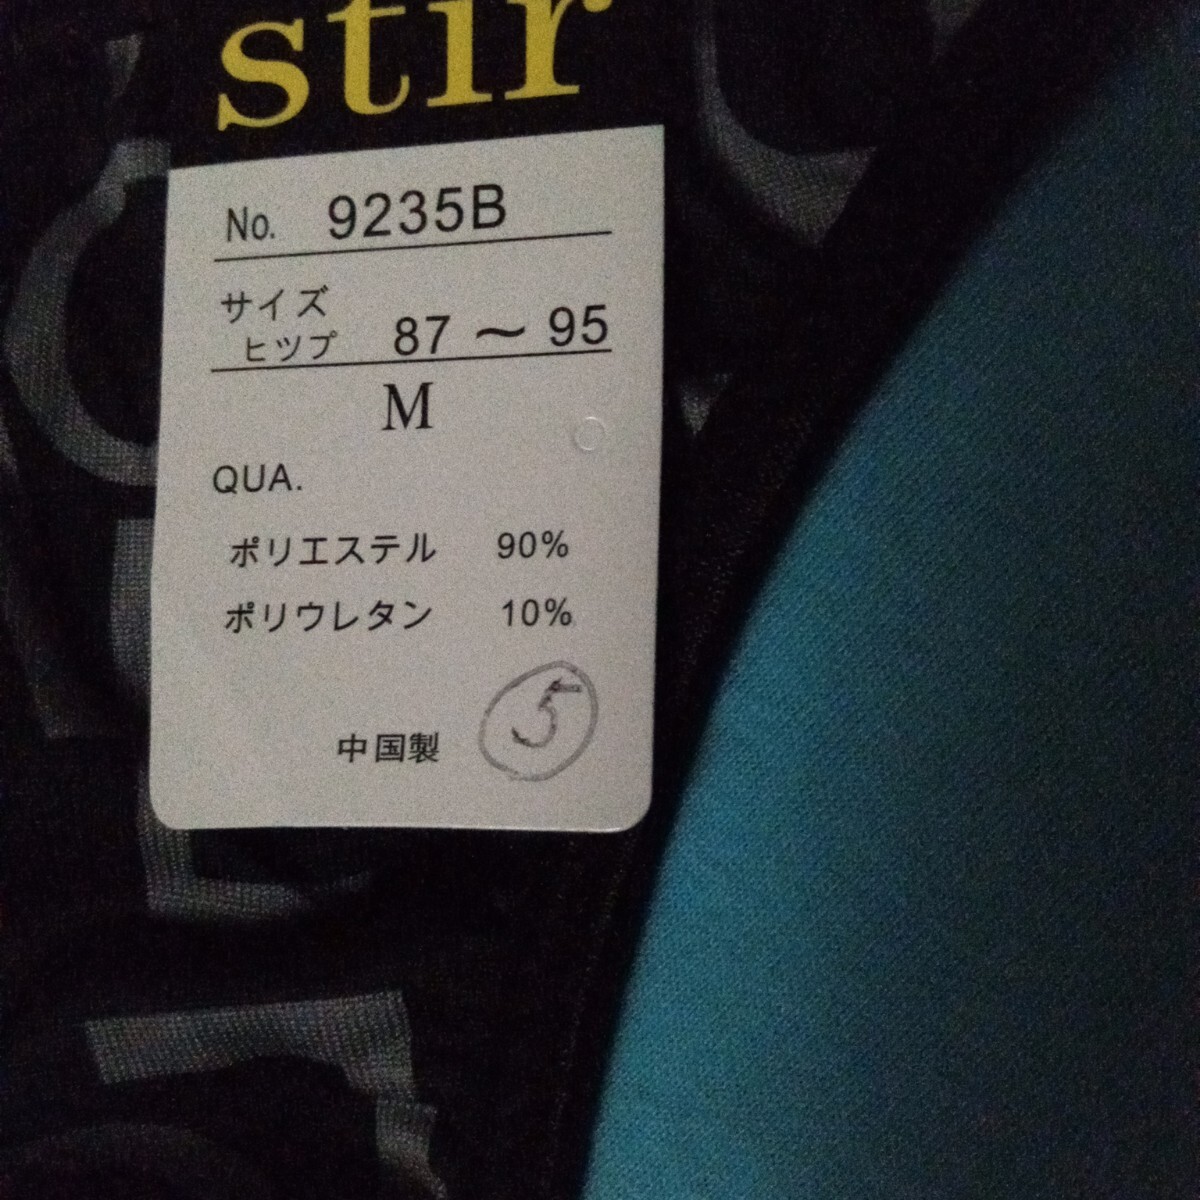 stir
No. 9235B
サイズ
ヒップ 87 ～ 95
M
QUA.
ポリエステル 90%
ポリウレタン 10%
中国製 5